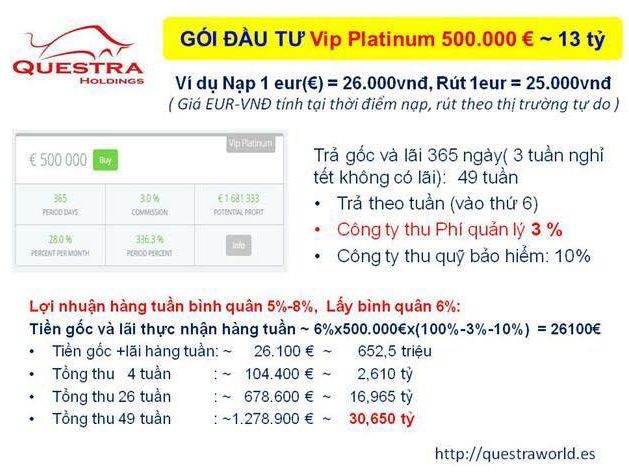 QUESTRA
HOLDINGS
GÓI ĐẦU TƯ Vip Platinum 500.000 € ~ 13 tỷ
Ví dụ Nạp 1 eur(€) = 26.000vnđ, Rút 1eur = 25.000vnđ
( Giá EUR-VNĐ tính tại thời điểm nạp, rút theo thị trường tự do )
Vip Platinum
€ 500 000 Buy
365 3.0 % € 1 681 333
PERIOD DAYS COMMISSION POTENTIAL PROFIT
28.0 % 336.3 % Info
PERCENT PER MONTH PERIOD PERCENT
Trả gốc và lãi 365 ngày( 3 tuần nghỉ
tết không có lãi): 49 tuần
• Trả theo tuần (vào thứ 6)
• Công ty thu Phí quản lý 3 %
• Công ty thu quỹ bảo hiểm: 10%
Lợi nhuận hàng tuần bình quân 5%-8%, Lấy bình quân 6%:
Tiền gốc và lãi thực nhận hàng tuần ~ 6%x500.000€x(100%-3%-10%) = 26100€
• Tiền gốc +lãi hàng tuần: ~ 26.100 € ~ 652,5 triệu
• Tổng thu 4 tuần : ~ 104.400 € ~ 2,610 tỷ
• Tổng thu 26 tuần : ~ 678.600 € ~ 16,965 tỷ
• Tổng thu 49 tuần : ~1.278.900 € ~ 30,650 tỷ
http://questraworld.es